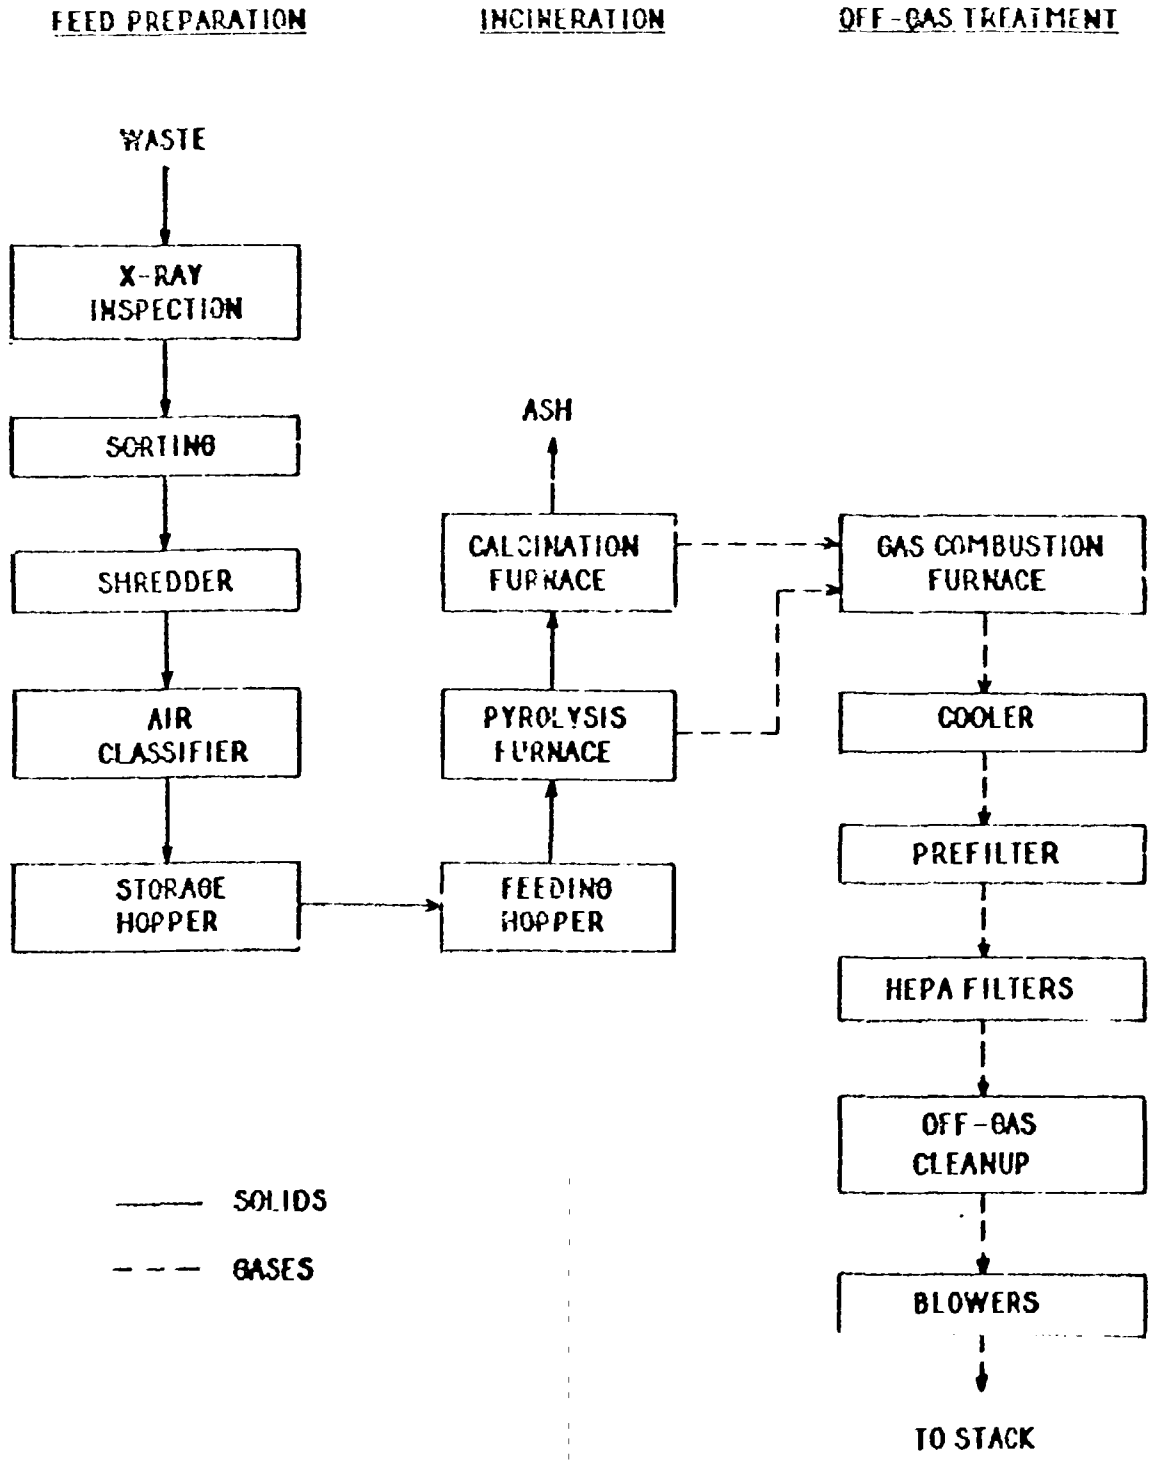 FEED PREPARATION
INCINERATION
OFF-GAS TREATMENT
WASTE
X-RAY
INSPECTION
SORTING
SHREDDER
AIR
CLASSIFIER
STORAGE
HOPPER
ASH
CALCINATION
FURNACE
PYROLYSIS
FURNACE
FEEDING
HOPPER
GAS COMBUSTION
FURNACE
COOLER
PREFILTER
HEPA FILTERS
OFF-GAS
CLEANUP
BLOWERS
TO STACK
SOLIDS
GASES